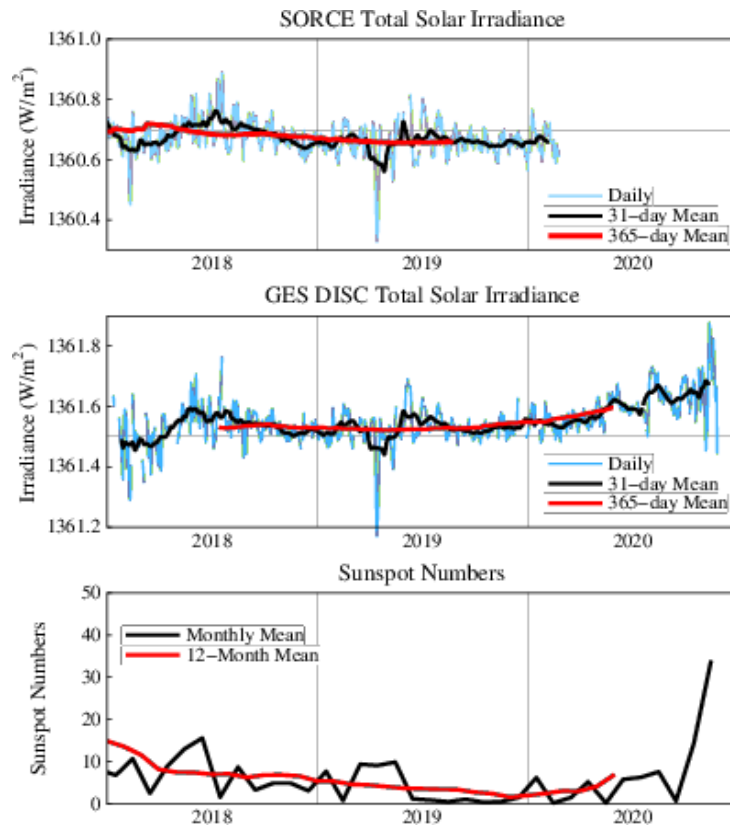 SORCE Total Solar Irradiance
1361.0
1360.8
1360.6
1360.4
Irradiance (W/m²)
Daily
31−day Mean
365−day Mean
2018 2019 2020
GES DISC Total Solar Irradiance
1361.8
1361.6
1361.4
1361.2
Irradiance (W/m²)
Daily
31−day Mean
365−day Mean
2018 2019 2020
Sunspot Numbers
50
40
30
20
10
0
Sunspot Numbers
Monthly Mean
12−Month Mean
2018 2019 2020